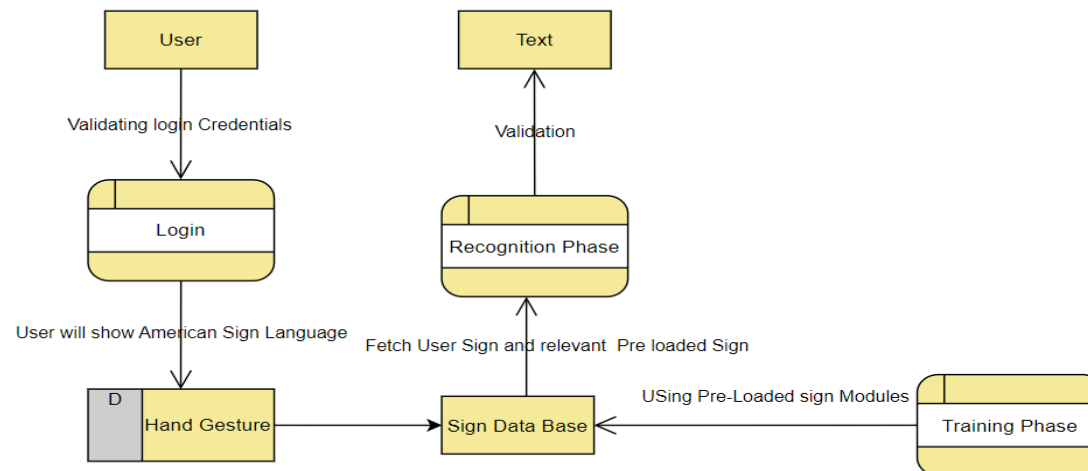 User
Text
Validating login Credentials
Validation
Login
Recognition Phase
User will show American Sign Language
Fetch User Sign and relevant  Pre loaded Sign
D
Hand Gesture
Sign Data Base
USing Pre-Loaded sign Modules
Training Phase